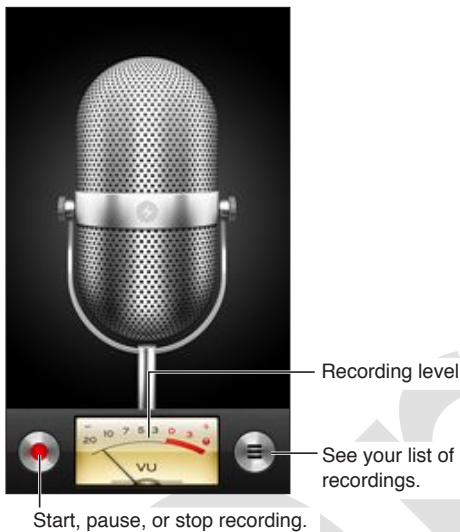 Recording level
− 20 10 7 5 3 0 3 +
VU
See your list of
recordings.
Start, pause, or stop recording.